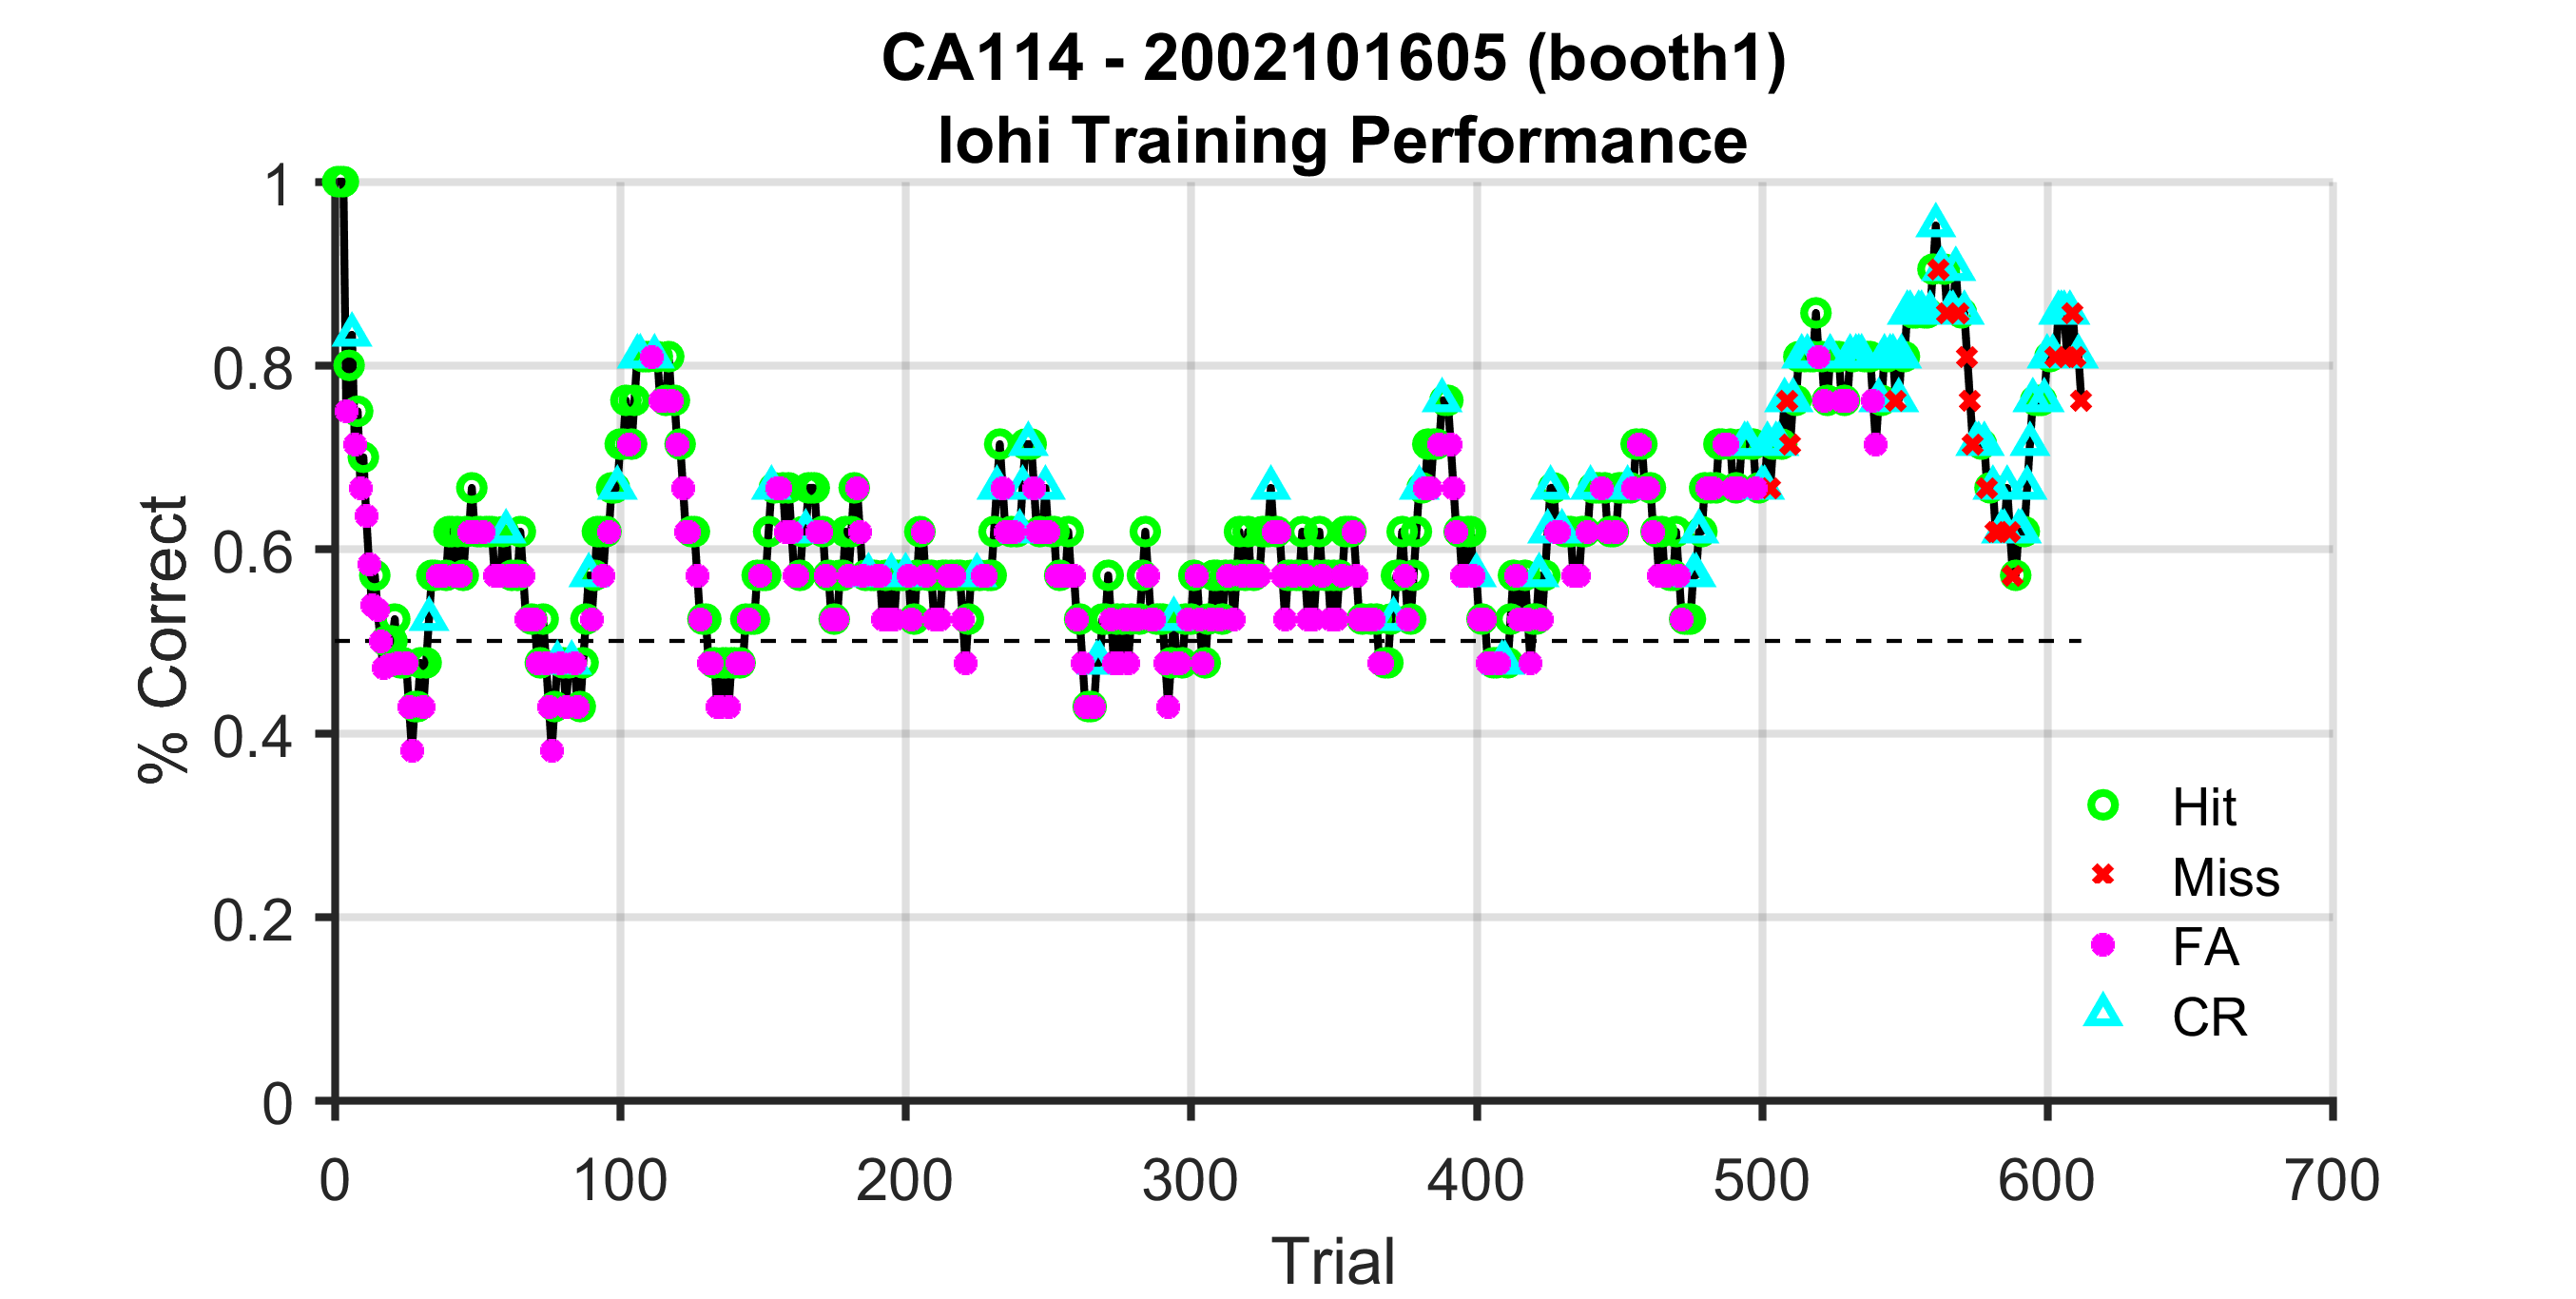 CA114 - 2002101605 (booth1)
lohi Training Performance
1
0.8
0.6
0.4
0.2
0
% Correct
Hit
Miss
FA
CR
0 100 200 300 400 500 600 700
Trial